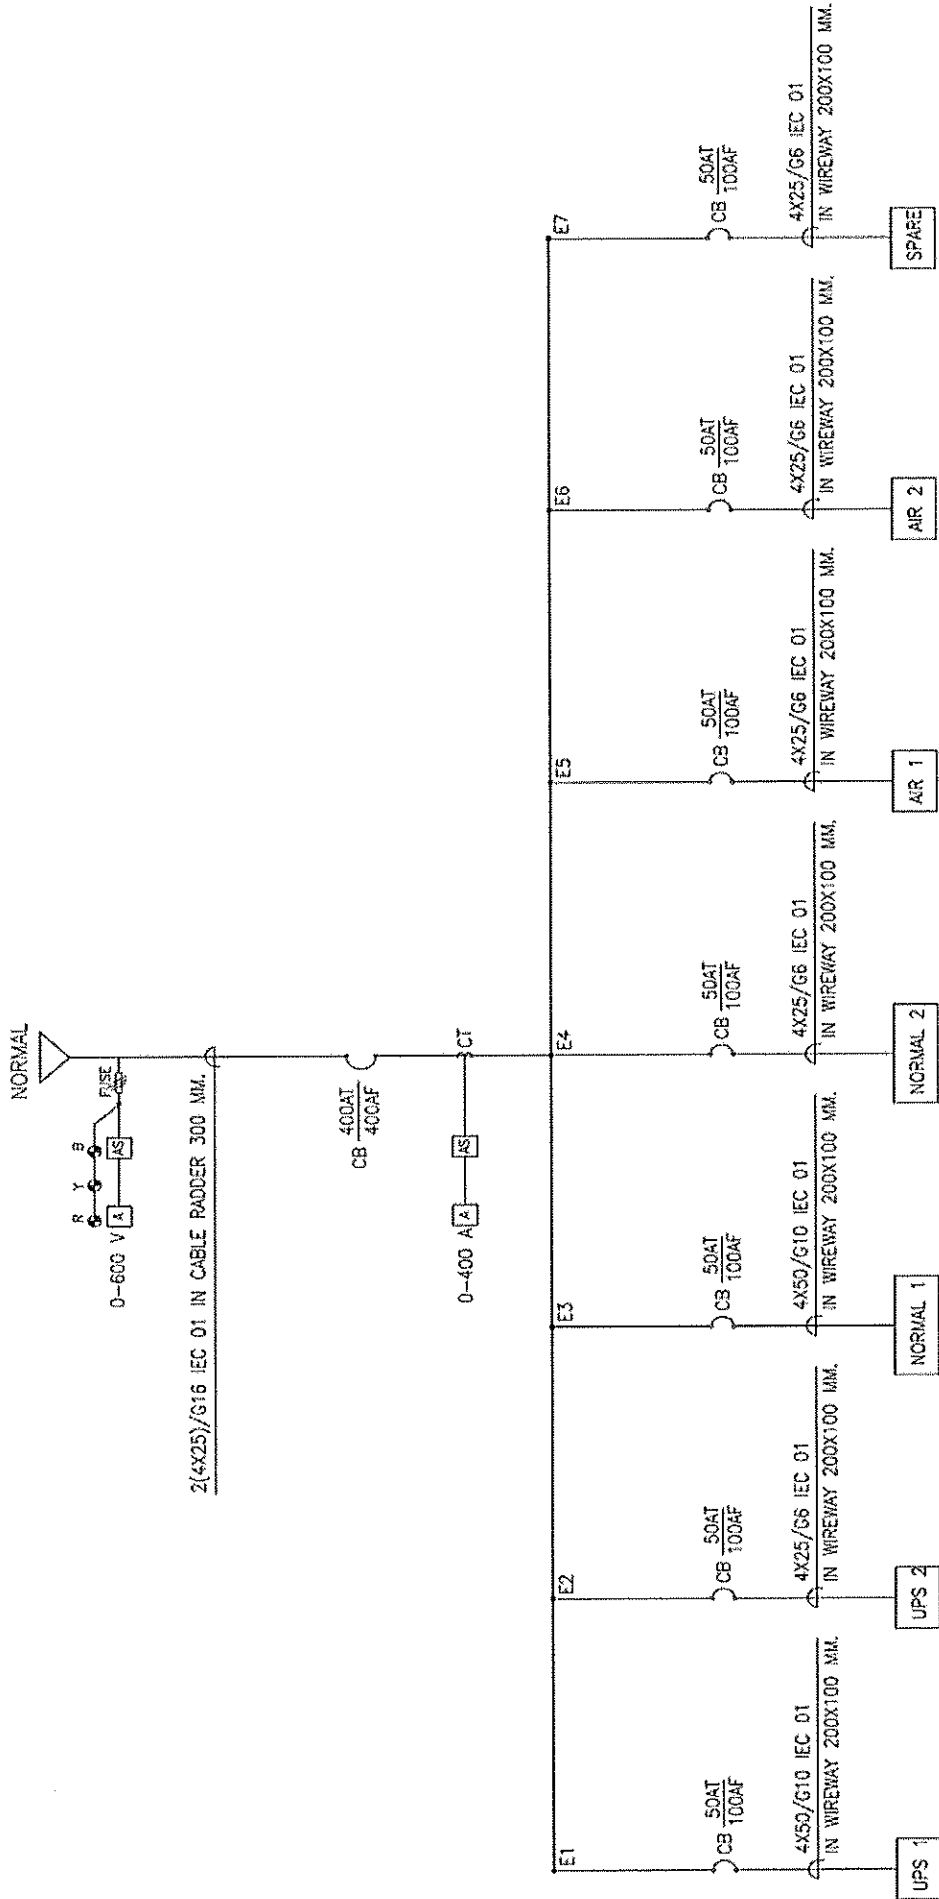 NORMAL
FUSE
R Y B
A
AS
0-600 V
2(4X25)/G16 IEC 01 IN CABLE RADDER 300 MM.
CB 400AT
400AF
CT
0-400 A
A
AS
E1
CB 50AT
100AF
4X50/G10 IEC 01
IN WIREWAY 200X100 MM.
UPS 1
E2
CB 50AT
100AF
4X25/G6 IEC 01
IN WIREWAY 200X100 MM.
UPS 2
E3
CB 50AT
100AF
4X50/G10 IEC 01
IN WIREWAY 200X100 MM.
NORMAL 1
E4
CB 50AT
100AF
4X25/G6 IEC 01
IN WIREWAY 200X100 MM.
NORMAL 2
E5
CB 50AT
100AF
4X25/G6 IEC 01
IN WIREWAY 200X100 MM.
AIR 1
E6
CB 50AT
100AF
4X25/G6 IEC 01
IN WIREWAY 200X100 MM.
AIR 2
E7
CB 50AT
100AF
4X25/G6 IEC 01
IN WIREWAY 200X100 MM.
SPARE